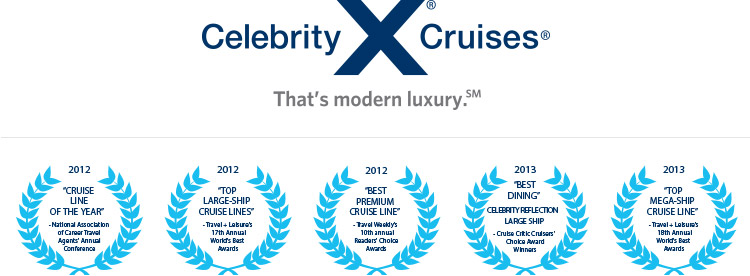 Celebrity X® Cruises®
That's modern luxury.℠
2012
"CRUISE
LINE
OF THE YEAR"
- National Association
of Career Travel
Agents' Annual
Conference
2012
"TOP
LARGE-SHIP
CRUISE LINES"
- Travel + Leisure's
17th Annual
World's Best
Awards
2012
"BEST
PREMIUM
CRUISE LINE"
- Travel Weekly's
10th annual
Readers' Choice
Awards
2013
"BEST
DINING"
CELEBRITY REFLECTION
LARGE SHIP
- Cruise Critic Cruisers'
Choice Award
Winners
2013
"TOP
MEGA-SHIP
CRUISE LINE"
- Travel + Leisure's
18th Annual
World's Best
Awards